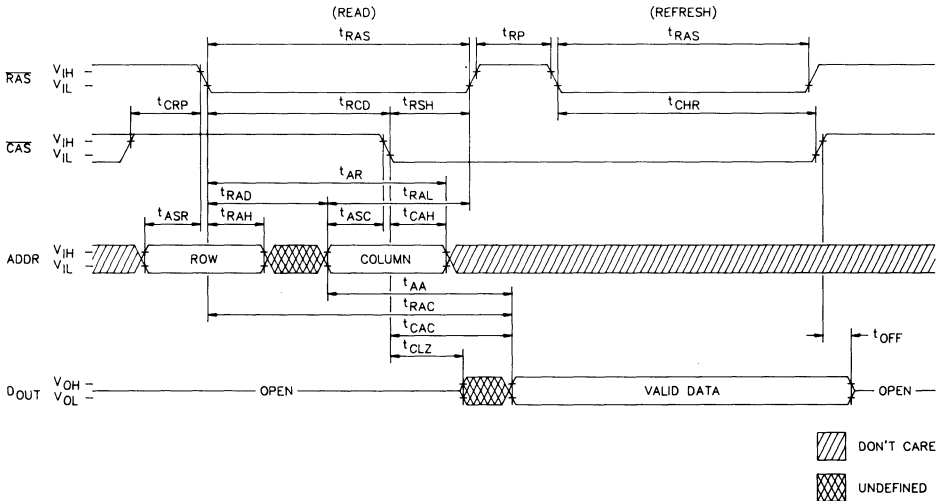 (READ) (REFRESH)
tRAS tRP tRAS
RAS VIH VIL
tCRP tRCD tRSH tCHR
CAS VIH VIL
tAR
tRAD tRAL
tASR tRAH tASC tCAH
ADDR VIH VIL ROW COLUMN
tAA
tRAC
tCAC tOFF
tCLZ
DOUT VOH VOL OPEN VALID DATA OPEN
DON'T CARE
UNDEFINED